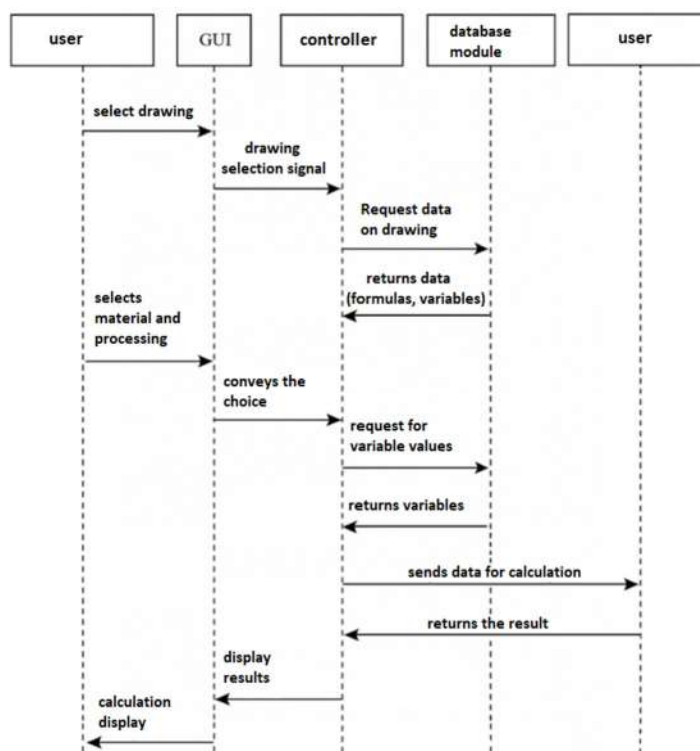 user
GUI
controller
database
module
user
select drawing
drawing
selection signal
Request data
on drawing
returns data
(formulas, variables)
selects
material and
processing
conveys the
choice
request for
variable values
returns variables
sends data for calculation
returns the result
display
results
calculation
display